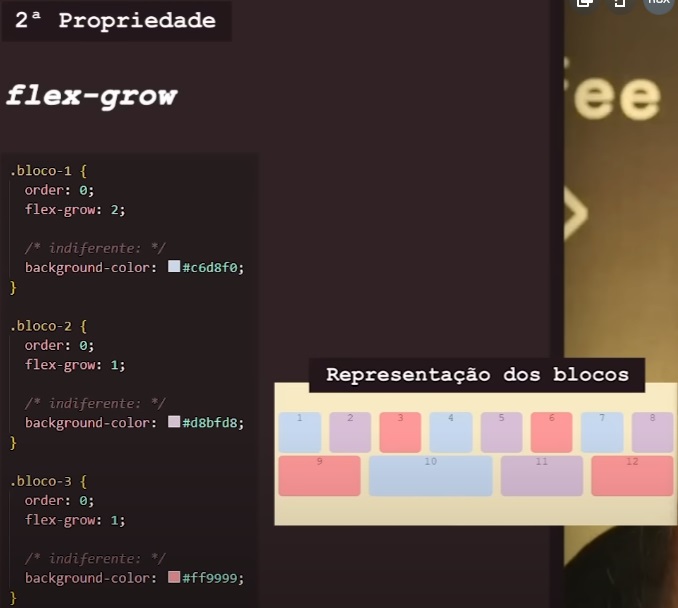 2ª Propriedade
flex-grow
.bloco-1 {
order: 0;
flex-grow: 2;
/* indiferente: */
background-color: #c6d8f0;
}
.bloco-2 {
order: 0;
flex-grow: 1;
/* indiferente: */
background-color: #d8bfd8;
}
.bloco-3 {
order: 0;
flex-grow: 1;
/* indiferente: */
background-color: #ff9999;
}
ee
>
Representação dos blocos
1 2 3 4 5 6 7 8
9 10 11 12